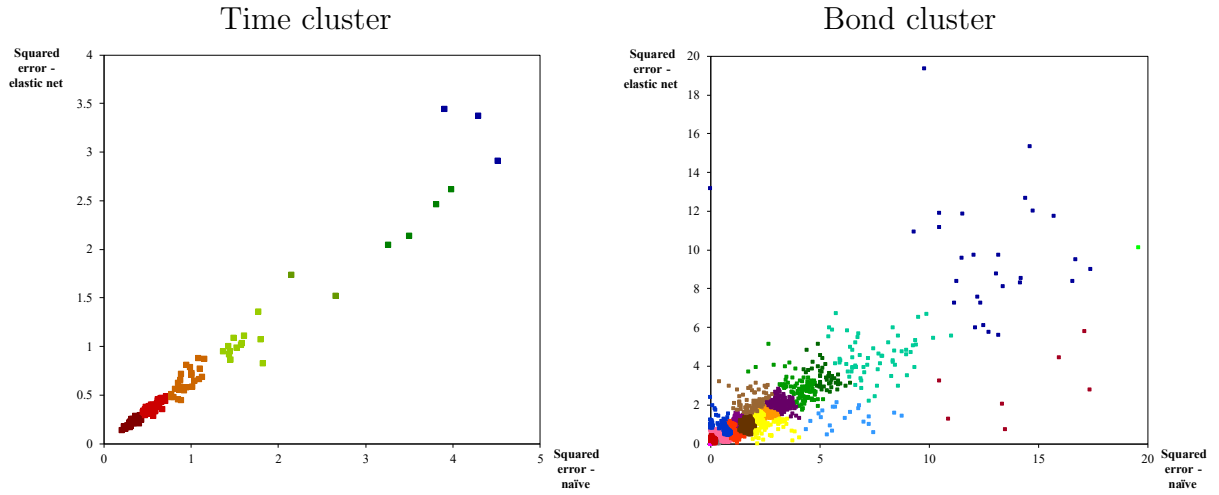 Time cluster
Squared
error -
elastic net
4
3.5
3
2.5
2
1.5
1
0.5
0
0
1
2
3
4
5
Squared
error -
naïve
Bond cluster
Squared
error -
elastic net
20
18
16
14
12
10
8
6
4
2
0
0
5
10
15
20
Squared
error -
naïve